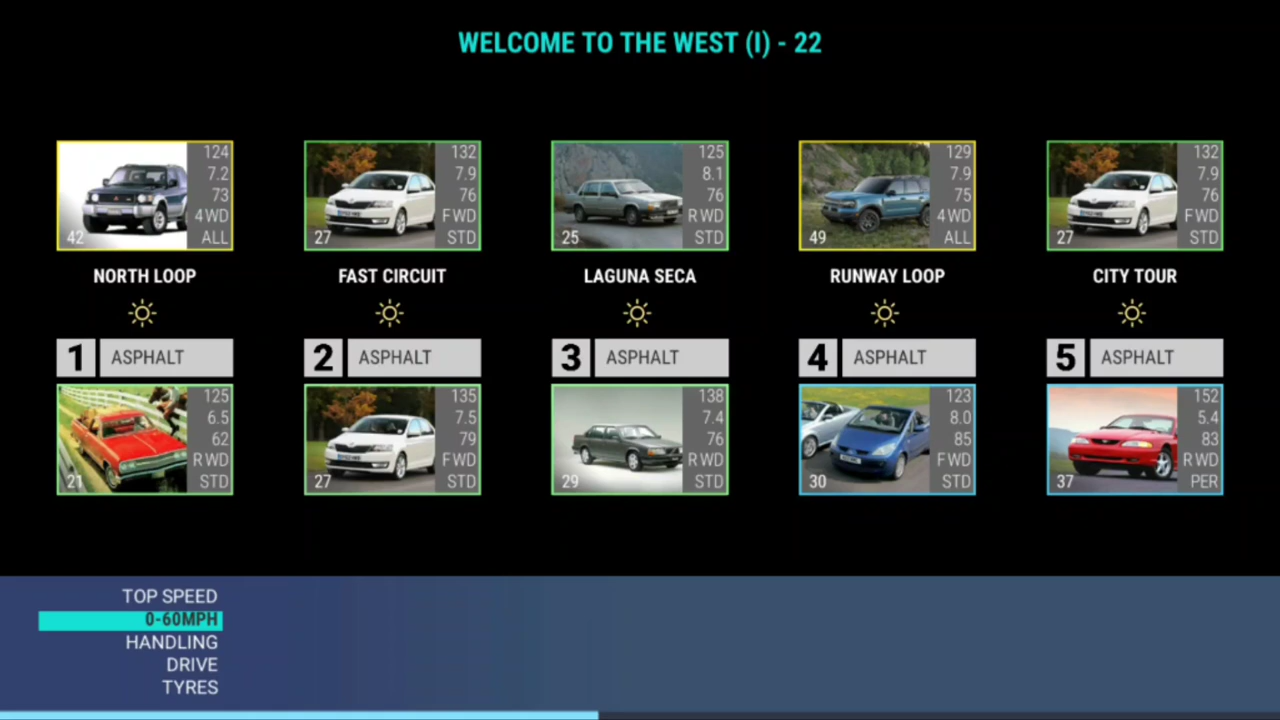 WELCOME TO THE WEST (I) - 22
124
7.2
73
4WD
ALL
42
132
7.9
76
FWD
STD
27
125
8.1
76
RWD
STD
25
129
7.9
75
4WD
ALL
49
132
7.9
76
FWD
STD
27
NORTH LOOP
FAST CIRCUIT
LAGUNA SECA
RUNWAY LOOP
CITY TOUR
1 ASPHALT
2 ASPHALT
3 ASPHALT
4 ASPHALT
5 ASPHALT
125
6.5
62
RWD
STD
21
135
7.5
79
FWD
STD
27
138
7.4
76
RWD
STD
29
123
8.0
85
FWD
STD
30
152
5.4
83
RWD
PER
37
TOP SPEED
0-60MPH
HANDLING
DRIVE
TYRES